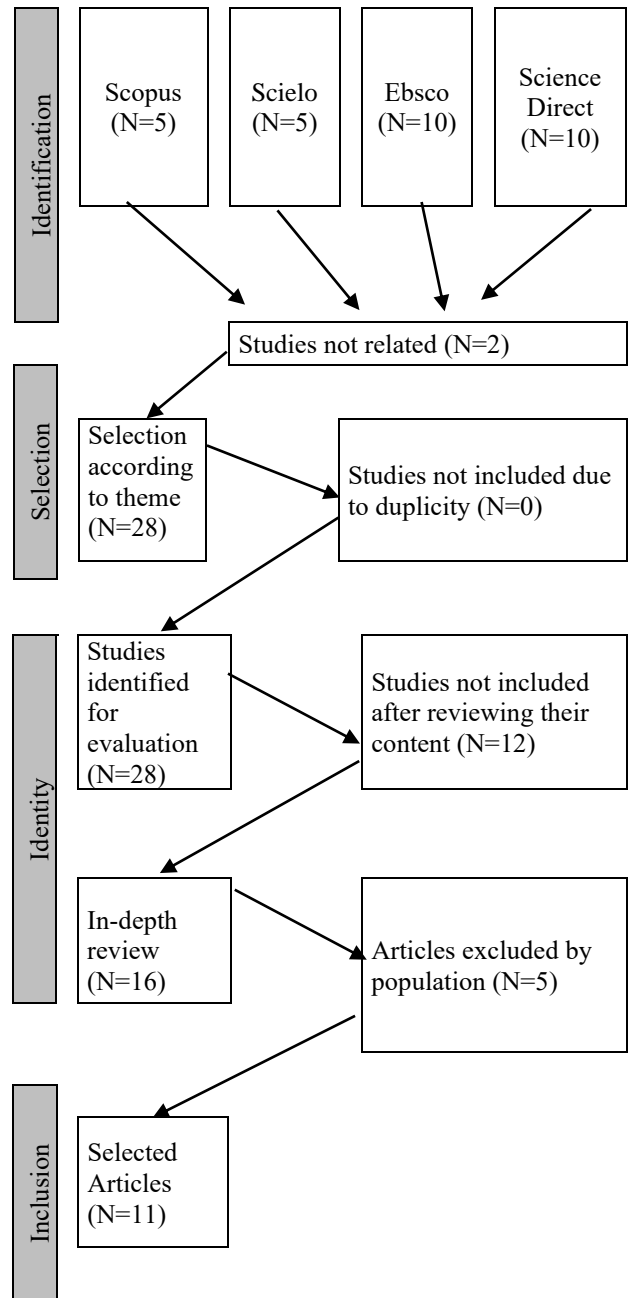 Identification
Scopus
(N=5)
Scielo
(N=5)
Ebsco
(N=10)
Science
Direct
(N=10)
Studies not related (N=2)
Selection
Selection
according
to theme
(N=28)
Studies not included due
to duplicity (N=0)
Identity
Studies
identified
for
evaluation
(N=28)
Studies not included
after reviewing their
content (N=12)
In-depth
review
(N=16)
Articles excluded by
population (N=5)
Inclusion
Selected
Articles
(N=11)